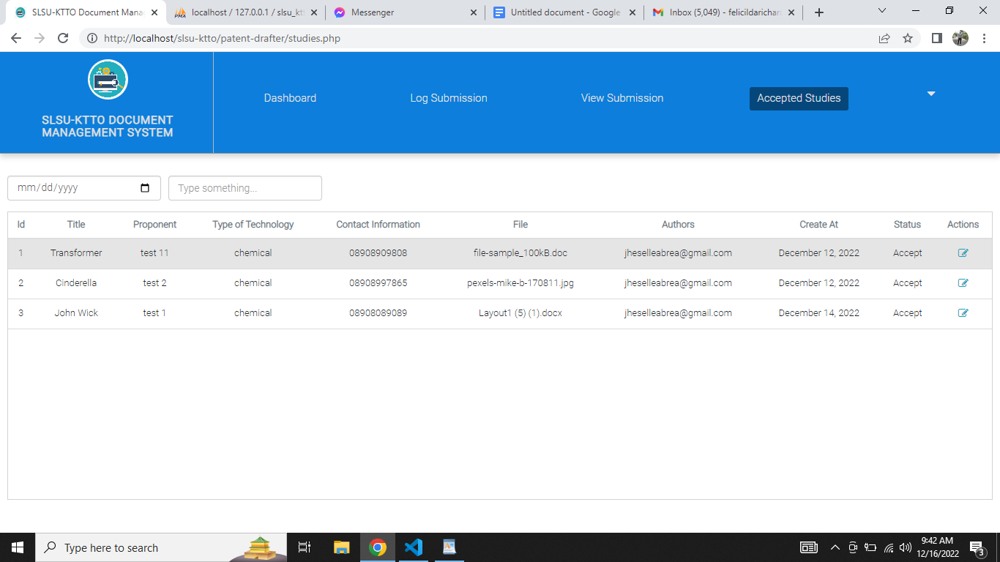 SLSU-KTTO Document Mana
localhost / 127.0.0.1 / slsu_kt
Messenger
Untitled document - Google
Inbox (5,049) - felicildarichan
http://localhost/slsu-ktto/patent-drafter/studies.php
SLSU-KTTO DOCUMENT
MANAGEMENT SYSTEM
Dashboard Log Submission View Submission Accepted Studies
mm/dd/yyyy Type something...
Id Title Proponent Type of Technology Contact Information File Authors Create At Status Actions
1 Transformer test 11 chemical 08908909808 file-sample_100kB.doc jheselleabrea@gmail.com December 12, 2022 Accept
2 Cinderella test 2 chemical 08908997865 pexels-mike-b-170811.jpg jheselleabrea@gmail.com December 12, 2022 Accept
3 John Wick test 1 chemical 08908089089 Layout1 (5) (1).docx jheselleabrea@gmail.com December 14, 2022 Accept
Type here to search
9:42 AM
12/16/2022
3